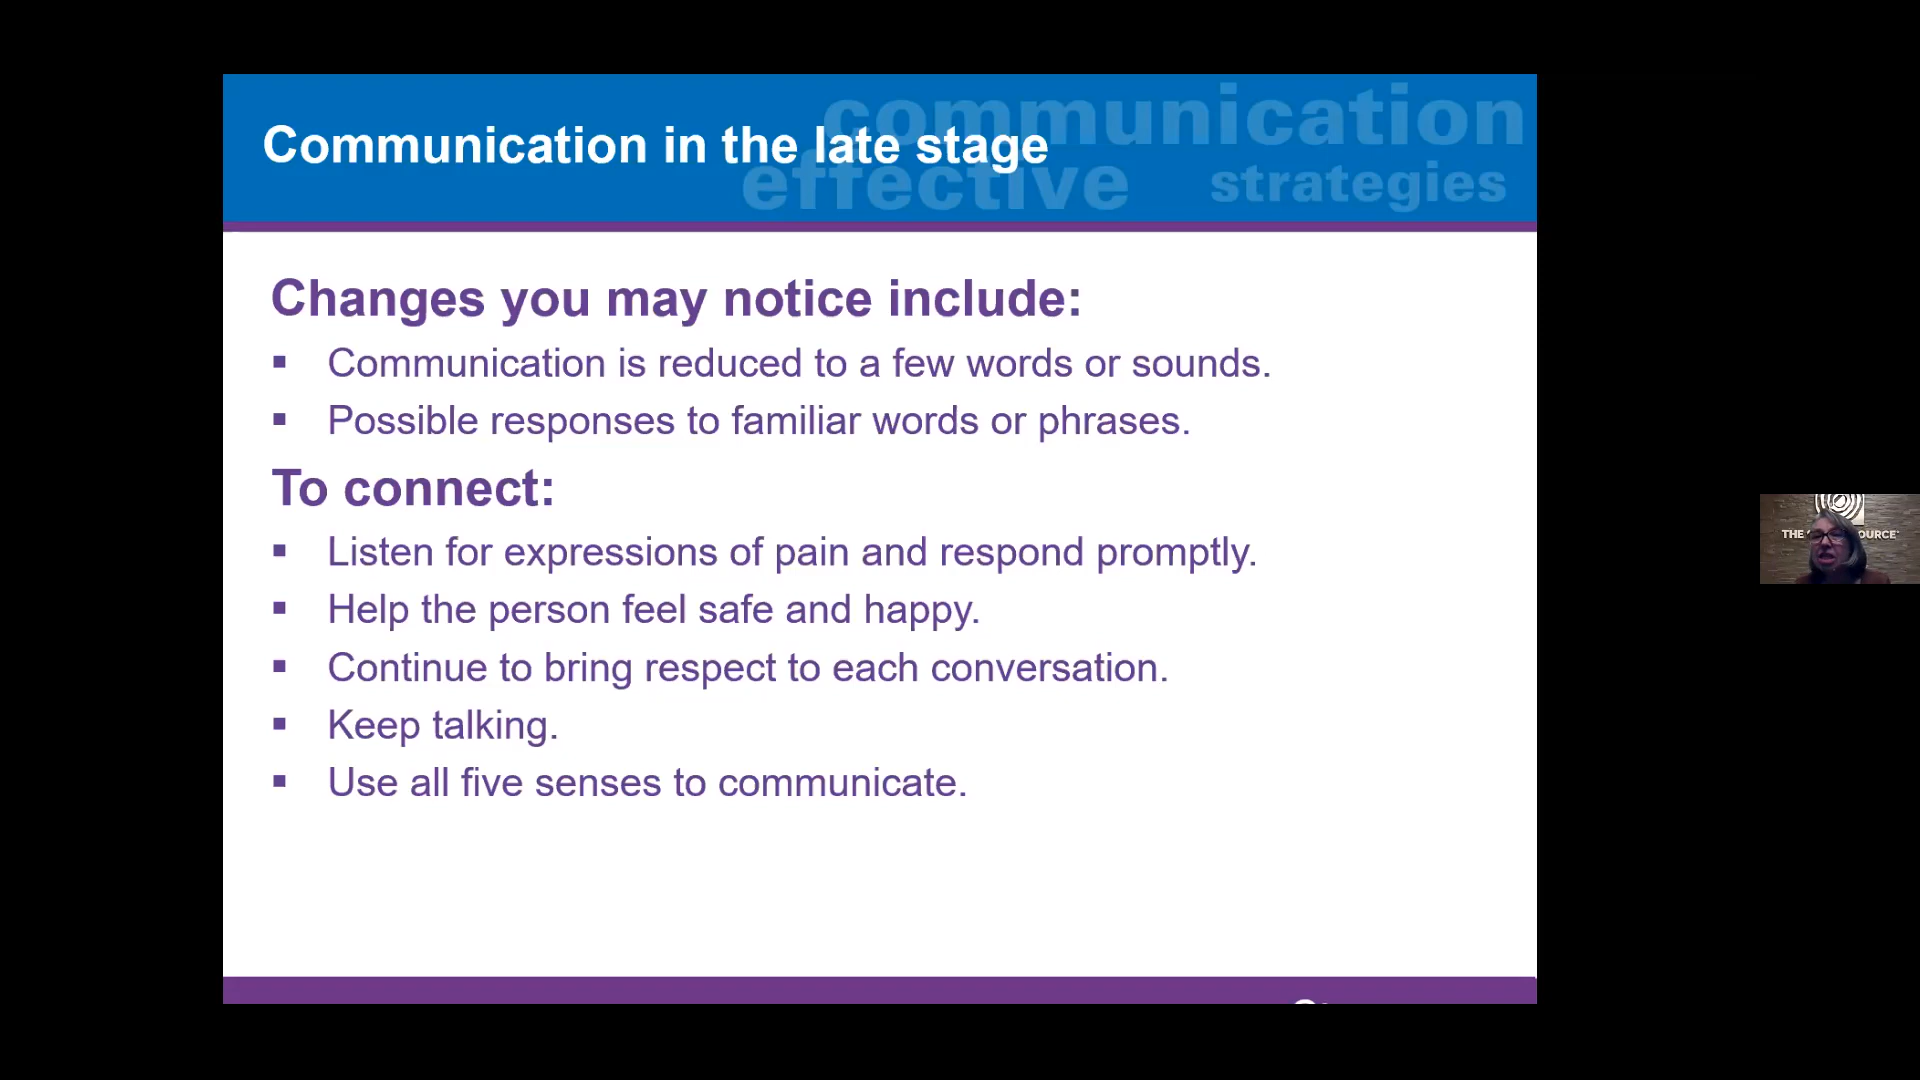 communication
Communication in the late stage
effective strategies
Changes you may notice include:
▪ Communication is reduced to a few words or sounds.
▪ Possible responses to familiar words or phrases.
To connect:
▪ Listen for expressions of pain and respond promptly.
▪ Help the person feel safe and happy.
▪ Continue to bring respect to each conversation.
▪ Keep talking.
▪ Use all five senses to communicate.
THE